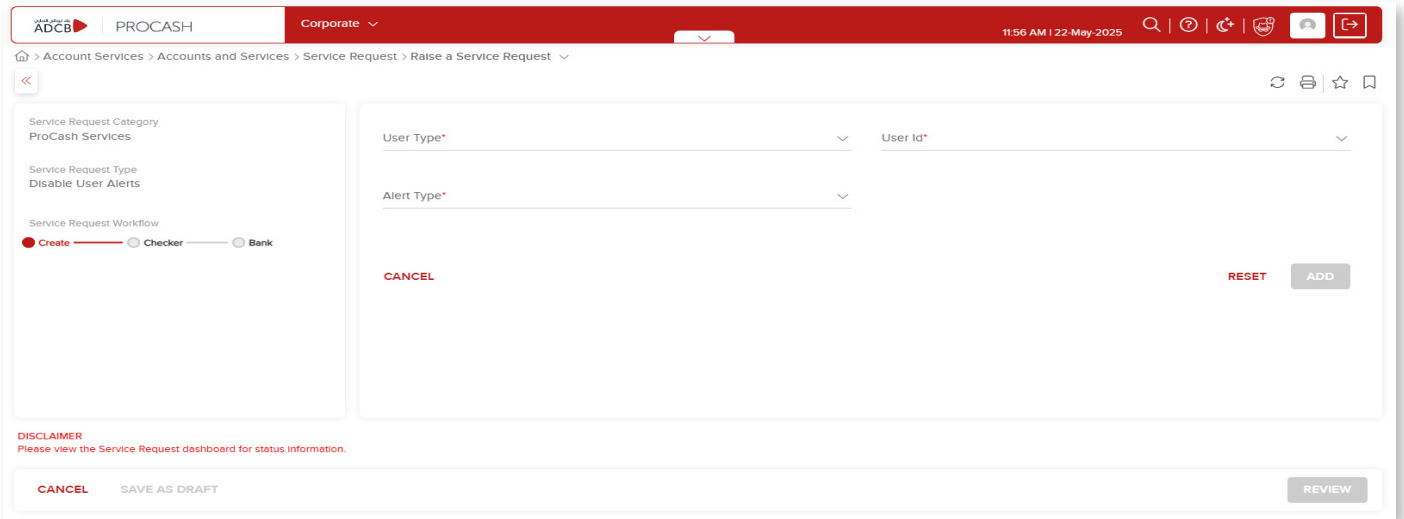 بنك أبوظبي التجاري
ADCB
PROCASH
Corporate
11:56 AM | 22-May-2025
> Account Services > Accounts and Services > Service Request > Raise a Service Request
Service Request Category
ProCash Services
Service Request Type
Disable User Alerts
Service Request Workflow
Create
Checker
Bank
User Type*
User Id*
Alert Type*
CANCEL
RESET
ADD
DISCLAIMER
Please view the Service Request dashboard for status information.
CANCEL
SAVE AS DRAFT
REVIEW